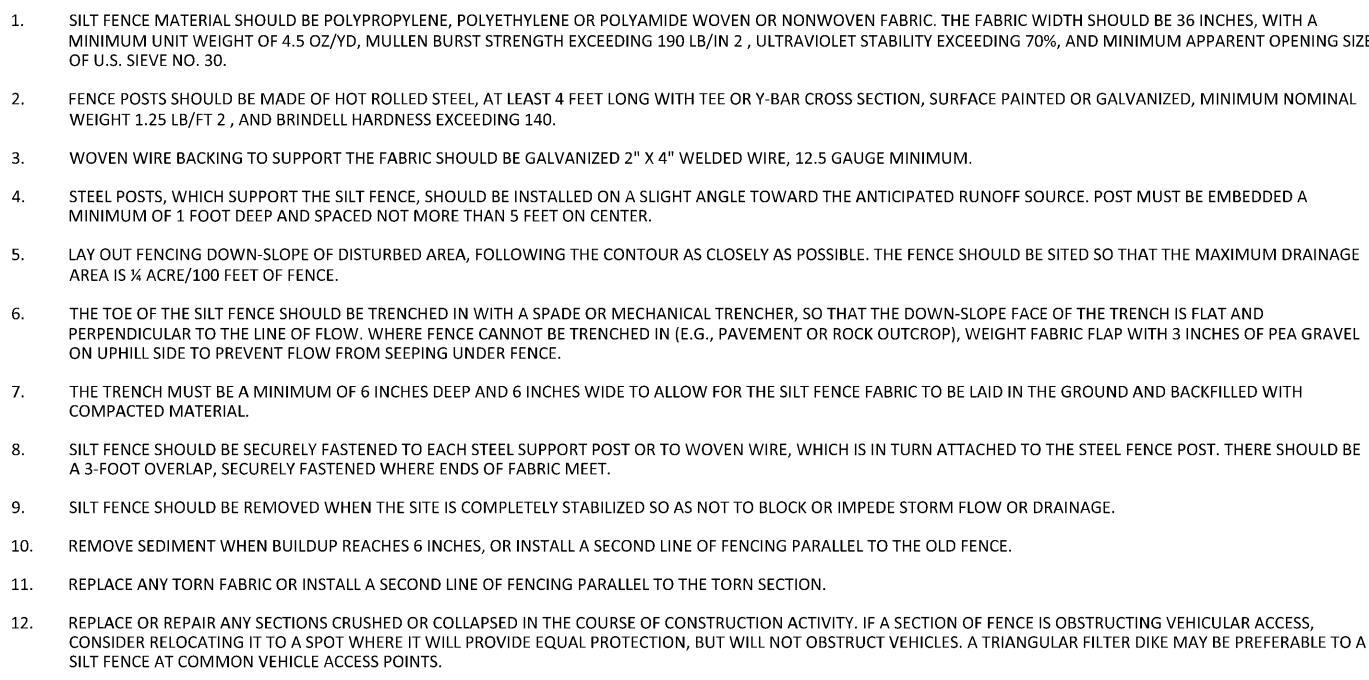 1. SILT FENCE MATERIAL SHOULD BE POLYPROPYLENE, POLYETHYLENE OR POLYAMIDE WOVEN OR NONWOVEN FABRIC. THE FABRIC WIDTH SHOULD BE 36 INCHES, WITH A
MINIMUM UNIT WEIGHT OF 4.5 OZ/YD, MULLEN BURST STRENGTH EXCEEDING 190 LB/IN 2 , ULTRAVIOLET STABILITY EXCEEDING 70%, AND MINIMUM APPARENT OPENING SIZE
OF U.S. SIEVE NO. 30.
2. FENCE POSTS SHOULD BE MADE OF HOT ROLLED STEEL, AT LEAST 4 FEET LONG WITH TEE OR Y-BAR CROSS SECTION, SURFACE PAINTED OR GALVANIZED, MINIMUM NOMINAL
WEIGHT 1.25 LB/FT 2 , AND BRINDELL HARDNESS EXCEEDING 140.
3. WOVEN WIRE BACKING TO SUPPORT THE FABRIC SHOULD BE GALVANIZED 2" X 4" WELDED WIRE, 12.5 GAUGE MINIMUM.
4. STEEL POSTS, WHICH SUPPORT THE SILT FENCE, SHOULD BE INSTALLED ON A SLIGHT ANGLE TOWARD THE ANTICIPATED RUNOFF SOURCE. POST MUST BE EMBEDDED A
MINIMUM OF 1 FOOT DEEP AND SPACED NOT MORE THAN 5 FEET ON CENTER.
5. LAY OUT FENCING DOWN-SLOPE OF DISTURBED AREA, FOLLOWING THE CONTOUR AS CLOSELY AS POSSIBLE. THE FENCE SHOULD BE SITED SO THAT THE MAXIMUM DRAINAGE
AREA IS ¼ ACRE/100 FEET OF FENCE.
6. THE TOE OF THE SILT FENCE SHOULD BE TRENCHED IN WITH A SPADE OR MECHANICAL TRENCHER, SO THAT THE DOWN-SLOPE FACE OF THE TRENCH IS FLAT AND
PERPENDICULAR TO THE LINE OF FLOW. WHERE FENCE CANNOT BE TRENCHED IN (E.G., PAVEMENT OR ROCK OUTCROP), WEIGHT FABRIC FLAP WITH 3 INCHES OF PEA GRAVEL
ON UPHILL SIDE TO PREVENT FLOW FROM SEEPING UNDER FENCE.
7. THE TRENCH MUST BE A MINIMUM OF 6 INCHES DEEP AND 6 INCHES WIDE TO ALLOW FOR THE SILT FENCE FABRIC TO BE LAID IN THE GROUND AND BACKFILLED WITH
COMPACTED MATERIAL.
8. SILT FENCE SHOULD BE SECURELY FASTENED TO EACH STEEL SUPPORT POST OR TO WOVEN WIRE, WHICH IS IN TURN ATTACHED TO THE STEEL FENCE POST. THERE SHOULD BE
A 3-FOOT OVERLAP, SECURELY FASTENED WHERE ENDS OF FABRIC MEET.
9. SILT FENCE SHOULD BE REMOVED WHEN THE SITE IS COMPLETELY STABILIZED SO AS NOT TO BLOCK OR IMPEDE STORM FLOW OR DRAINAGE.
10. REMOVE SEDIMENT WHEN BUILDUP REACHES 6 INCHES, OR INSTALL A SECOND LINE OF FENCING PARALLEL TO THE OLD FENCE.
11. REPLACE ANY TORN FABRIC OR INSTALL A SECOND LINE OF FENCING PARALLEL TO THE TORN SECTION.
12. REPLACE OR REPAIR ANY SECTIONS CRUSHED OR COLLAPSED IN THE COURSE OF CONSTRUCTION ACTIVITY. IF A SECTION OF FENCE IS OBSTRUCTING VEHICULAR ACCESS,
CONSIDER RELOCATING IT TO A SPOT WHERE IT WILL PROVIDE EQUAL PROTECTION, BUT WILL NOT OBSTRUCT VEHICLES. A TRIANGULAR FILTER DIKE MAY BE PREFERABLE TO A
SILT FENCE AT COMMON VEHICLE ACCESS POINTS.